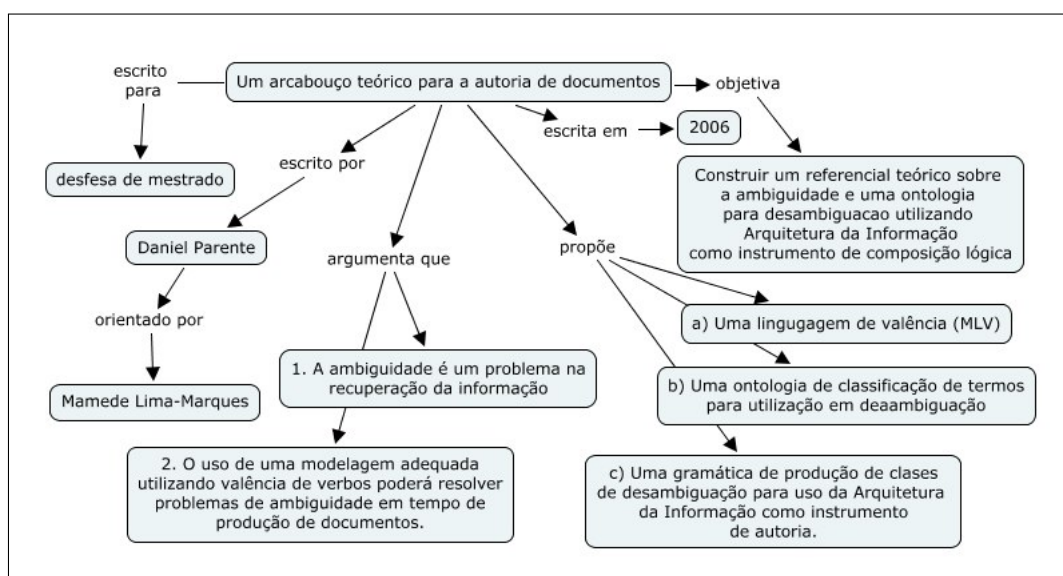 Um arcabouço teórico para a autoria de documentos
escrito
para
desfesa de mestrado
escrito por
Daniel Parente
orientado por
Mamede Lima-Marques
argumenta que
1. A ambiguidade é um problema na
recuperação da informação
2. O uso de uma modelagem adequada
utilizando valência de verbos poderá resolver
problemas de ambiguidade em tempo de
produção de documentos.
escrita em
2006
objetiva
Construir um referencial teórico sobre
a ambiguidade e uma ontologia
para desambiguacao utilizando
Arquitetura da Informação
como instrumento de composição lógica
propõe
a) Uma lingugagem de valência (MLV)
b) Uma ontologia de classificação de termos
para utilização em deaambiguação
c) Uma gramática de produção de clases
de desambiguação para uso da Arquitetura
da Informação como instrumento
de autoria.